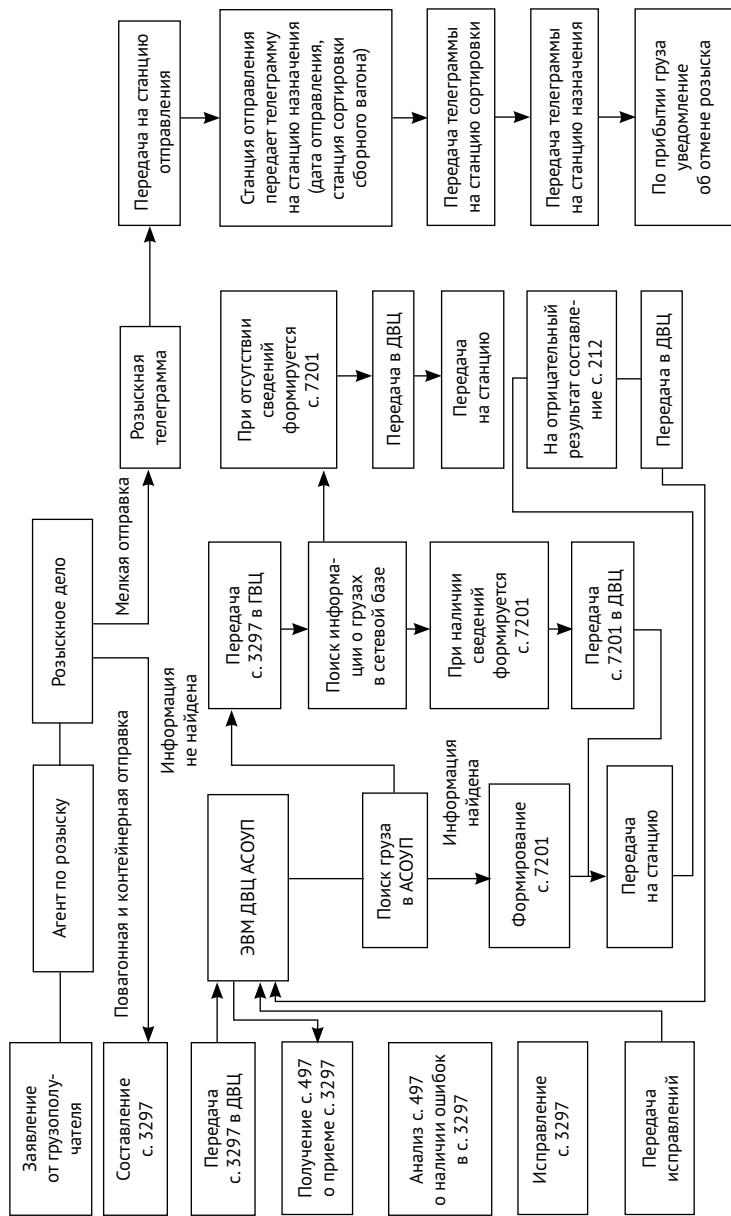 Заявление
от грузополу-
чателя
Агент по розыску
Розыскное дело
Повагонная и контейнерная отправка
Мелкая отправка
Составление
с. 3297
Передача
с. 3297 в ДВЦ
Получение с. 497
о приеме с. 3297
Анализ с. 497
о наличии ошибок
в с. 3297
Исправление
с. 3297
Передача
исправлений
ЭВМ ДВЦ АСОУП
Поиск груза
в АСОУП
Информация
найдена
Формирование
с. 7201
Передача
на станцию
Информация
не найдена
Передача
с. 3297 в ГВЦ
Поиск информа-
ции о грузах
в сетевой базе
При наличии
сведений
формируется
с. 7201
Передача
с. 7201 в ДВЦ
При отсутствии
сведений
формируется
с. 7201
Передача в ДВЦ
Передача
на станцию
На отрицательный
результат составле-
ние с. 212
Передача в ДВЦ
Розыскная
телеграмма
Передача на станцию
отправления
Станция отправления
передает телеграмму
на станцию назначения
(дата отправления,
станция сортировки
сборного вагона)
Передача телеграммы
на станцию сортировки
Передача телеграммы
на станцию назначения
По прибытии груза
уведомление
об отмене розыска